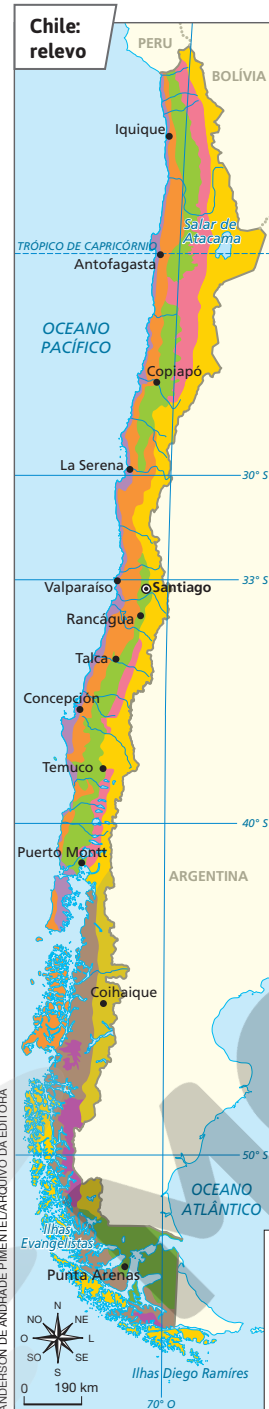 Chile:
relevo
PERU
BOLÍVIA
Iquique
Salar de
Atacama
TRÓPICO DE CAPRICÓRNIO
Antofagasta
OCEANO
PACÍFICO
Copiapó
La Serena
30° S
33° S
Valparaíso
Santiago
Rancágua
Talca
Concepción
Temuco
40° S
Puerto Montt
ARGENTINA
Coihaique
50° S
OCEANO
ATLÂNTICO
Ilhas
Evangelistas
Punta Arenas
N
NO
NE
O
L
SO
SE
S
0 190 km
Ilhas Diego Ramíres
70° O
ANDERSON DE ANDRADE PIMENTEL/ARQUIVO DA EDITORA